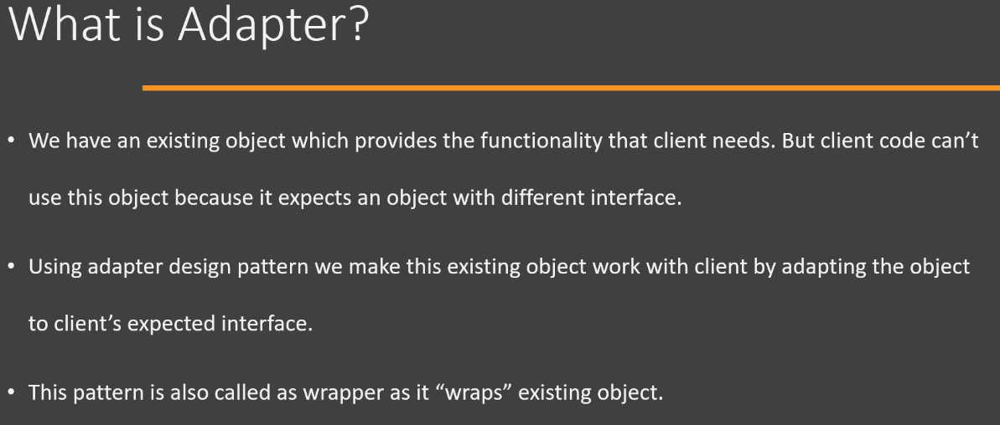 What is Adapter?
• We have an existing object which provides the functionality that client needs. But client code can’t
use this object because it expects an object with different interface.
• Using adapter design pattern we make this existing object work with client by adapting the object
to client’s expected interface.
• This pattern is also called as wrapper as it “wraps” existing object.